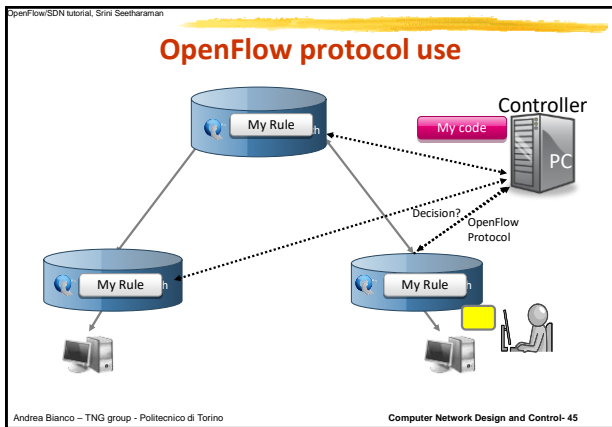 OpenFlow/SDN tutorial, Srini Seetharaman
OpenFlow protocol use
Controller
My code
PC
My Rule
Decision?
OpenFlow
Protocol
My Rule
My Rule
Andrea Bianco – TNG group - Politecnico di Torino
Computer Network Design and Control- 45